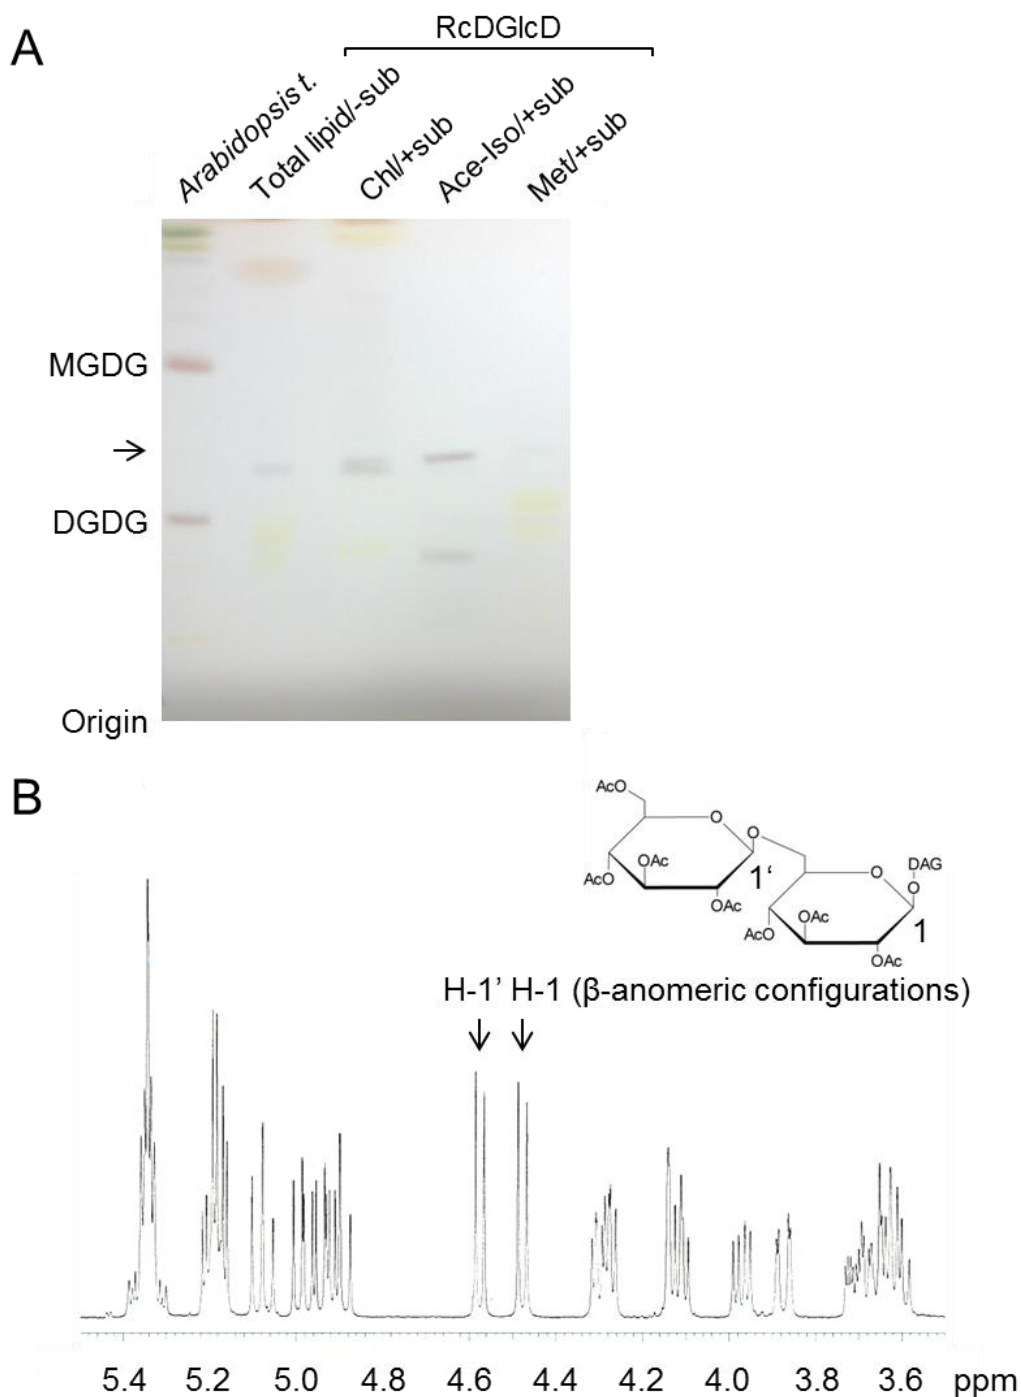 A
RcDGlcD
Arabidopsis t.
Total lipid/-sub
Chl/+sub
Ace-Iso/+sub
Met/+sub
MGDG
DGDG
Origin
B
AcO
O
O
AcO
OAc
1‘
OAc
O
DAG
O
AcO
OAc
1
OAc
H-1’ H-1 (β-anomeric configurations)
5.4 5.2 5.0 4.8 4.6 4.4 4.2 4.0 3.8 3.6 ppm